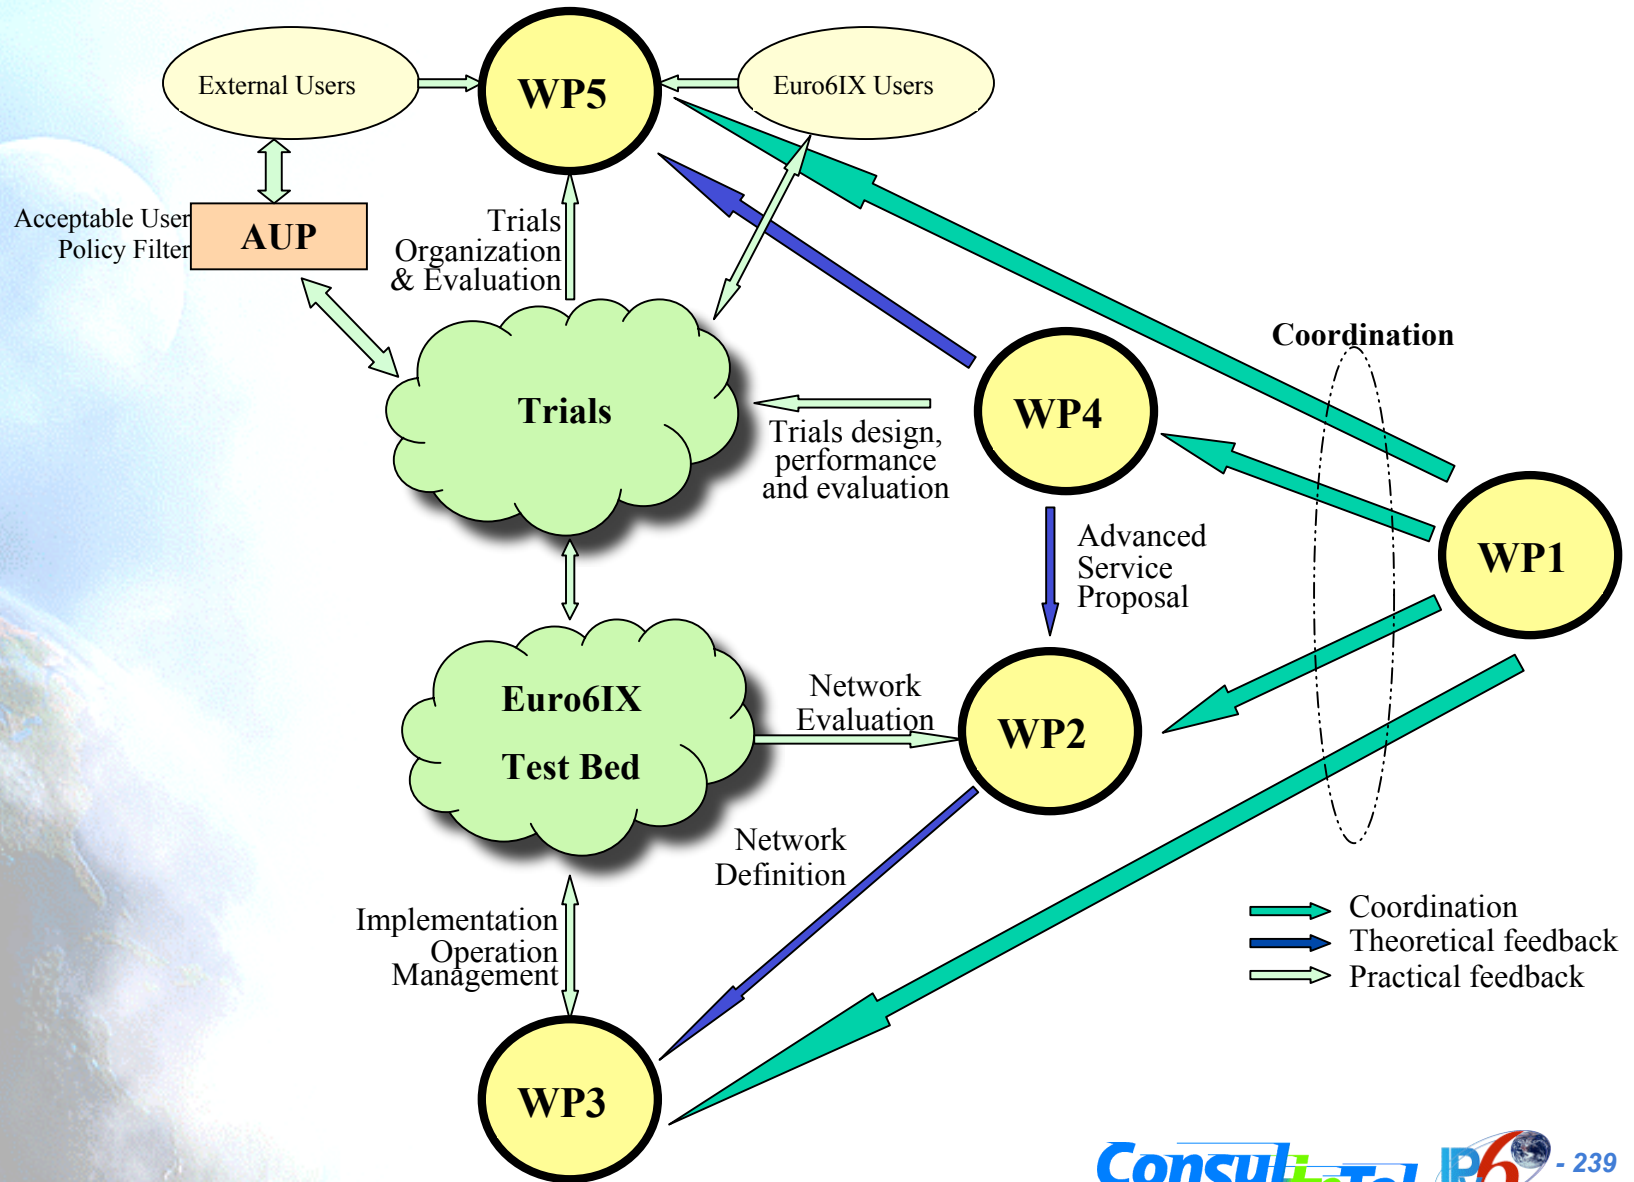 External Users
WP5
Euro6IX Users
Acceptable User
Policy Filter
AUP
Trials
Organization
& Evaluation
Coordination
Trials
WP4
Trials design,
performance
and evaluation
Advanced
Service
Proposal
WP1
Euro6IX
Test Bed
Network
Evaluation
WP2
Network
Definition
Implementation
Operation
Management
Coordination
Theoretical feedback
Practical feedback
WP3
ConsulinTel IPv6 - 239